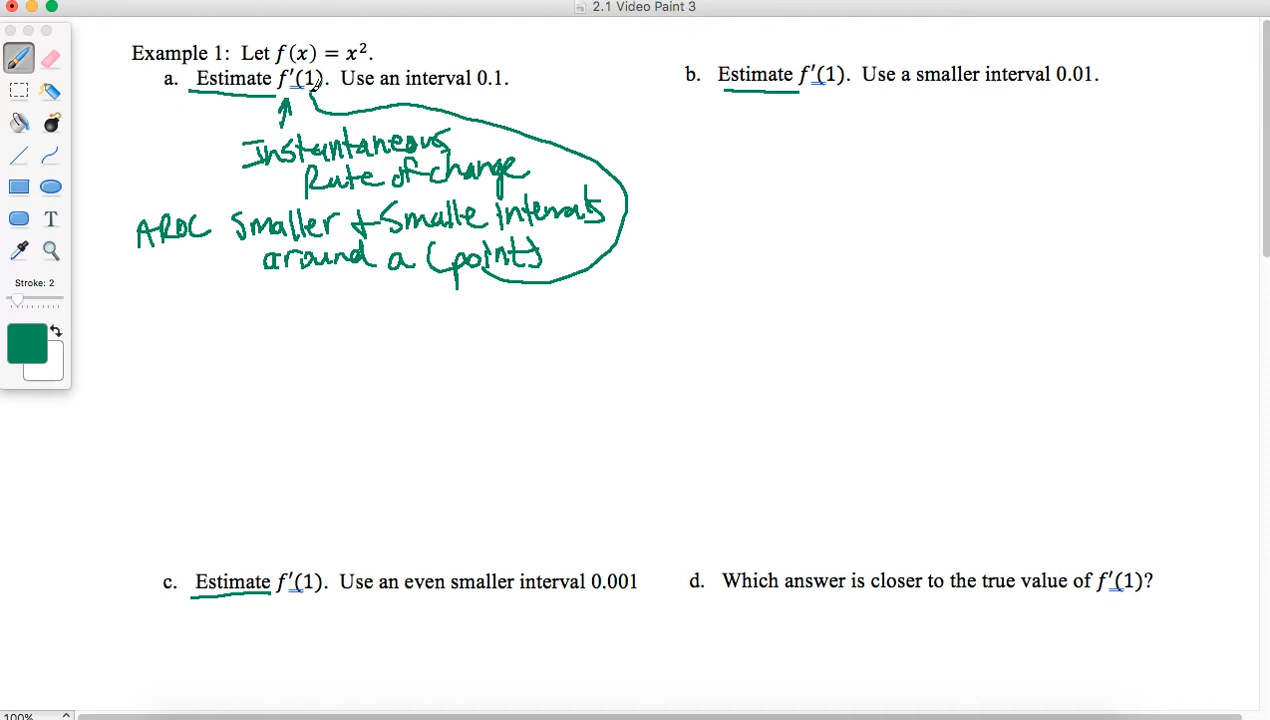 2.1 Video Paint 3
Example 1: Let f(x) = x².
a. Estimate f′(1). Use an interval 0.1.
Instantaneous
Rate of change
AROC Smaller + Smalle intervals
around a (point)
b. Estimate f′(1). Use a smaller interval 0.01.
c. Estimate f′(1). Use an even smaller interval 0.001
d. Which answer is closer to the true value of f′(1)?
T
Stroke: 2
100%